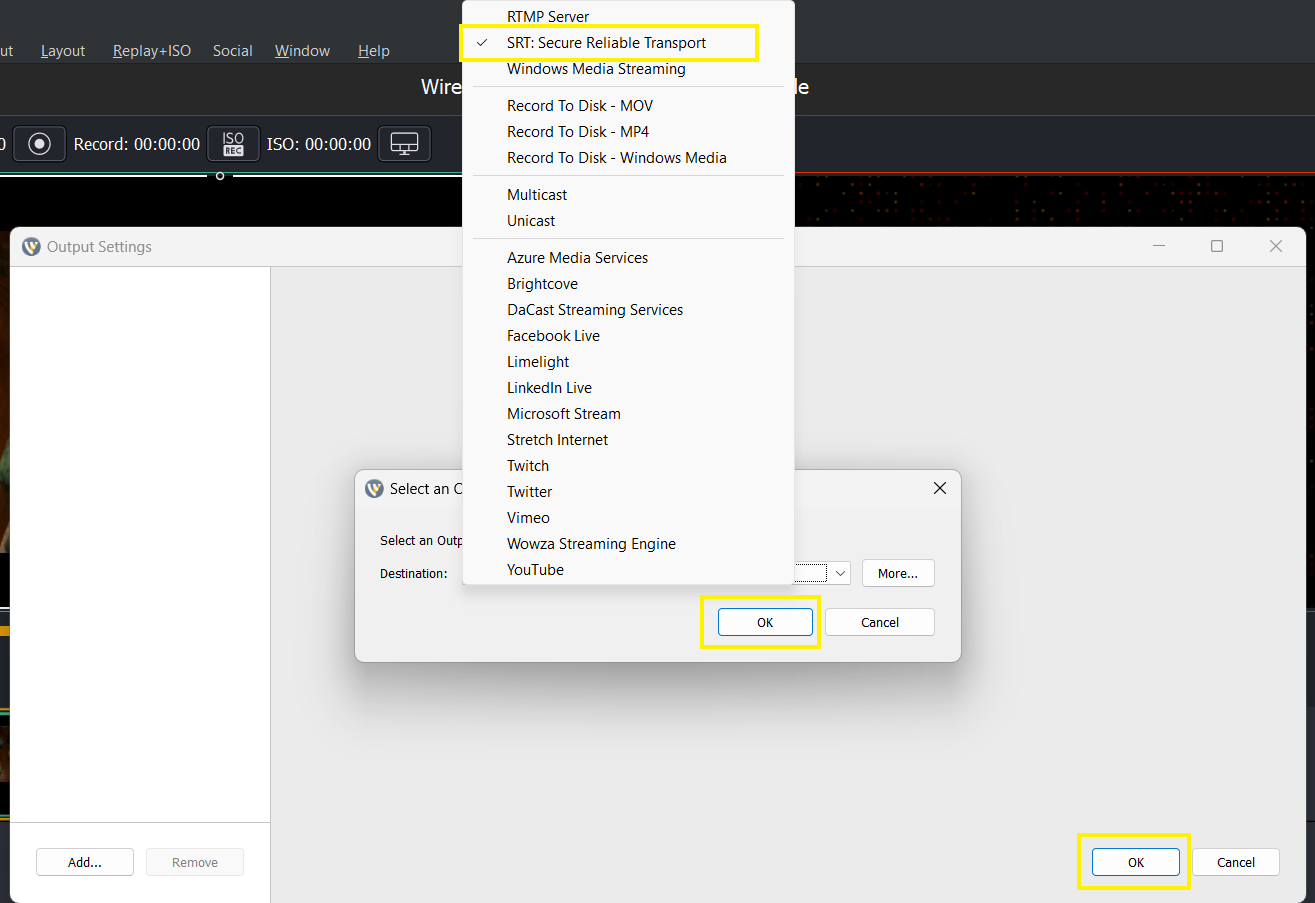 RTMP Server
SRT: Secure Reliable Transport
ut Layout Replay+ISO Social Window Help
Windows Media Streaming
Wire
le
Record To Disk - MOV
Record To Disk - MP4
0 Record: 00:00:00 ISO REC ISO: 00:00:00
Record To Disk - Windows Media
Multicast
Unicast
Output Settings
Azure Media Services
Brightcove
DaCast Streaming Services
Facebook Live
Limelight
LinkedIn Live
Microsoft Stream
Stretch Internet
Twitch
Select an O
Twitter
Vimeo
Select an Outp
Wowza Streaming Engine
YouTube
Destination: More...
OK Cancel
Add... Remove OK Cancel